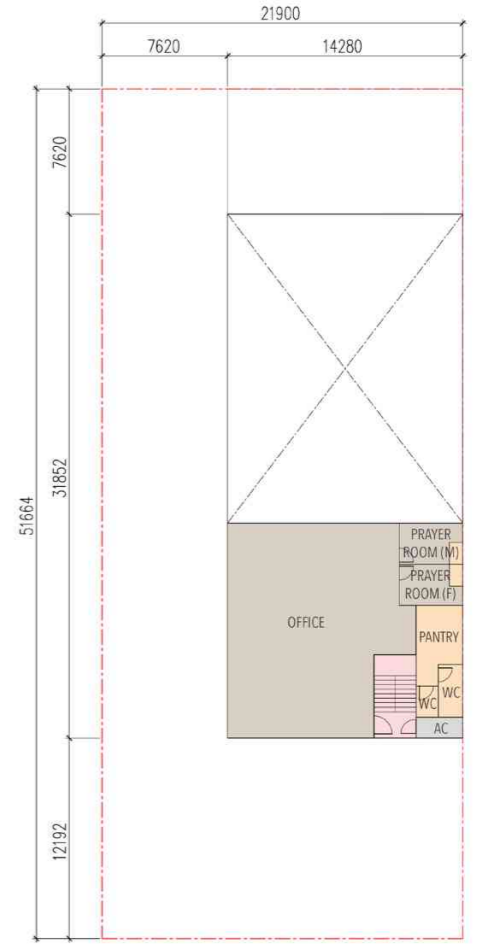 21900
7620
14280
7620
31852
51664
12192
PRAYER
ROOM (M)
PRAYER
ROOM (F)
OFFICE
PANTRY
WC
WC
AC